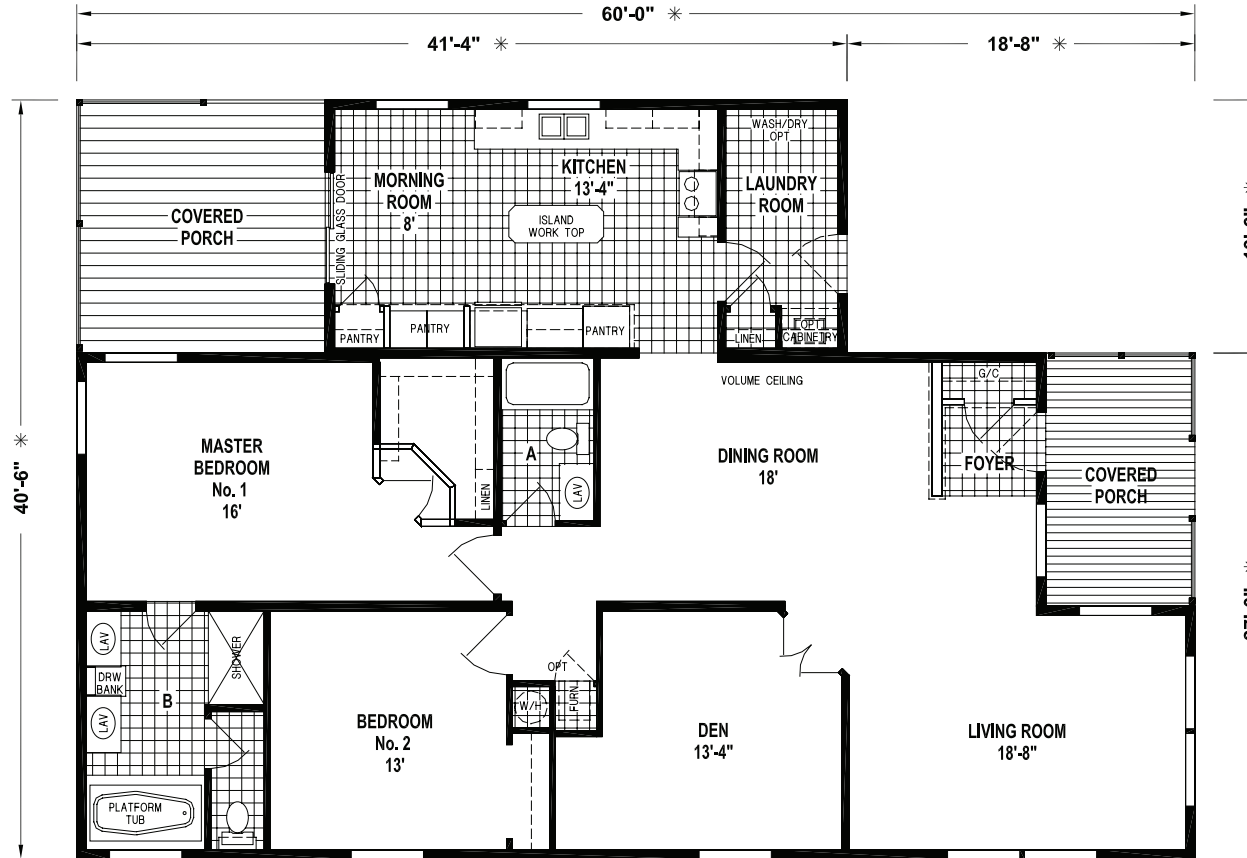 60'-0" ✳
41'-4" ✳
18'-8" ✳
40'-6" ✳
COVERED
PORCH
SLIDING GLASS DOOR
MORNING
ROOM
8'
KITCHEN
13'-4"
ISLAND
WORK TOP
WASH/DRY
OPT
LAUNDRY
ROOM
PANTRY
PANTRY
PANTRY
LINEN
OPT
CABINETRY
VOLUME CEILING
G/C
FOYER
COVERED
PORCH
MASTER
BEDROOM
No. 1
16'
LINEN
A
LAV
DINING ROOM
18'
LAV
DRW
BANK
LAV
B
SHOWER
PLATFORM
TUB
BEDROOM
No. 2
13'
OPT
W/H
FURN
DEN
13'-4"
LIVING ROOM
18'-8"